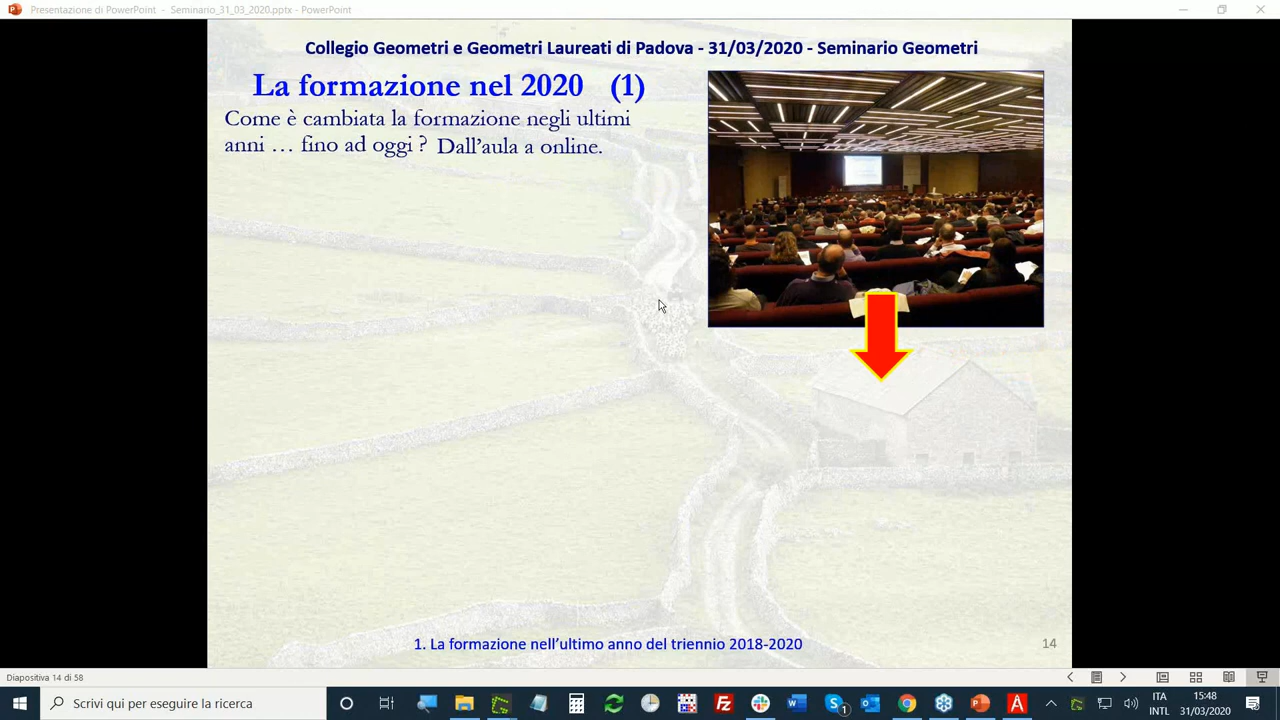 Presentazione di PowerPoint - Seminario_31_03_2020.pptx - PowerPoint
Collegio Geometri e Geometri Laureati di Padova - 31/03/2020 - Seminario Geometri
La formazione nel 2020 (1)
Come è cambiata la formazione negli ultimi
anni … fino ad oggi ? Dall'aula a online.
1. La formazione nell'ultimo anno del triennio 2018-2020
14
Diapositiva 14 di 58
Scrivi qui per eseguire la ricerca
ITA
INTL
15:48
31/03/2020